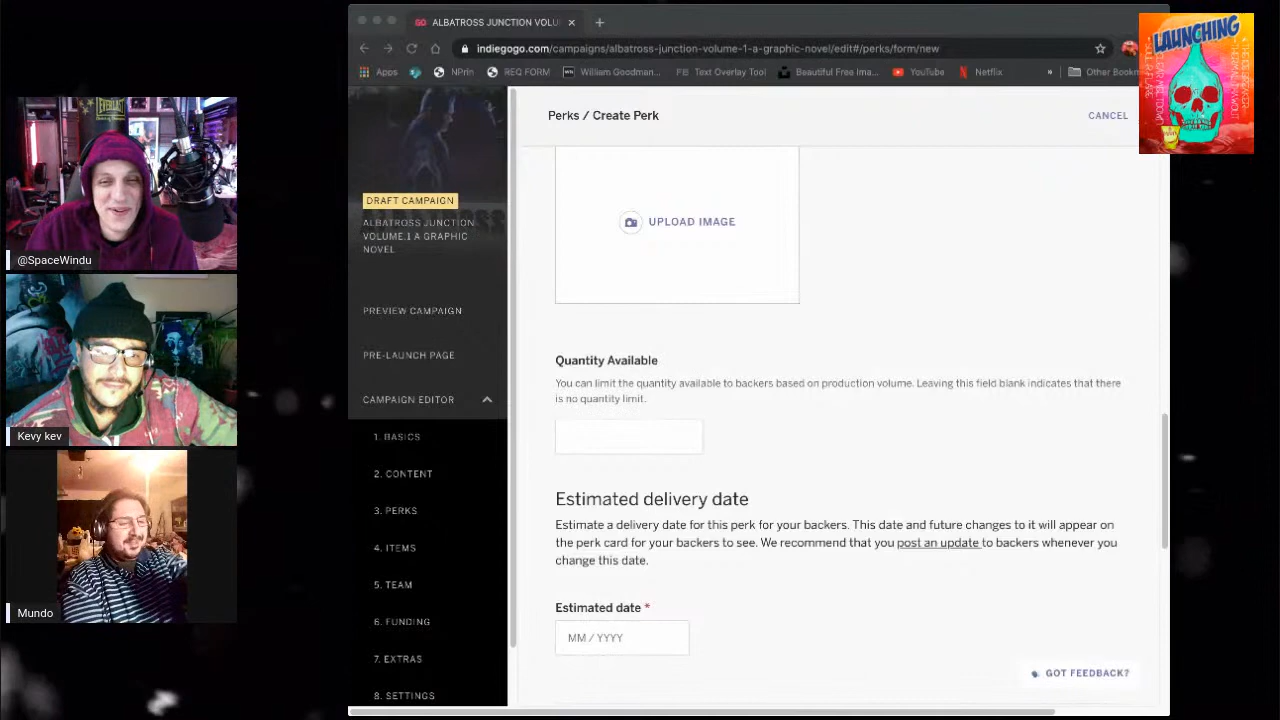 ALBATROSS JUNCTION VOLU
indiegogo.com/campaigns/albatross-junction-volume-1-a-graphic-novel/edit#/perks/form/new
Apps
NPrin
REQ FORM
William Goodman...
Text Overlay Tool
Beautiful Free Ima...
YouTube
Netflix
»
Other Bookm
LAUNCHING
EVERLAST
@SpaceWindu
Kevy kev
Mundo
DRAFT CAMPAIGN
ALBATROSS JUNCTION
VOLUME.1 A GRAPHIC
NOVEL
PREVIEW CAMPAIGN
PRE-LAUNCH PAGE
CAMPAIGN EDITOR
1. BASICS
2. CONTENT
3. PERKS
4. ITEMS
5. TEAM
6. FUNDING
7. EXTRAS
8. SETTINGS
Perks / Create Perk
CANCEL
UPLOAD IMAGE
Quantity Available
You can limit the quantity available to backers based on production volume. Leaving this field blank indicates that there
is no quantity limit.
Estimated delivery date
Estimate a delivery date for this perk for your backers. This date and future changes to it will appear on
the perk card for your backers to see. We recommend that you post an update to backers whenever you
change this date.
Estimated date *
MM / YYYY
GOT FEEDBACK?